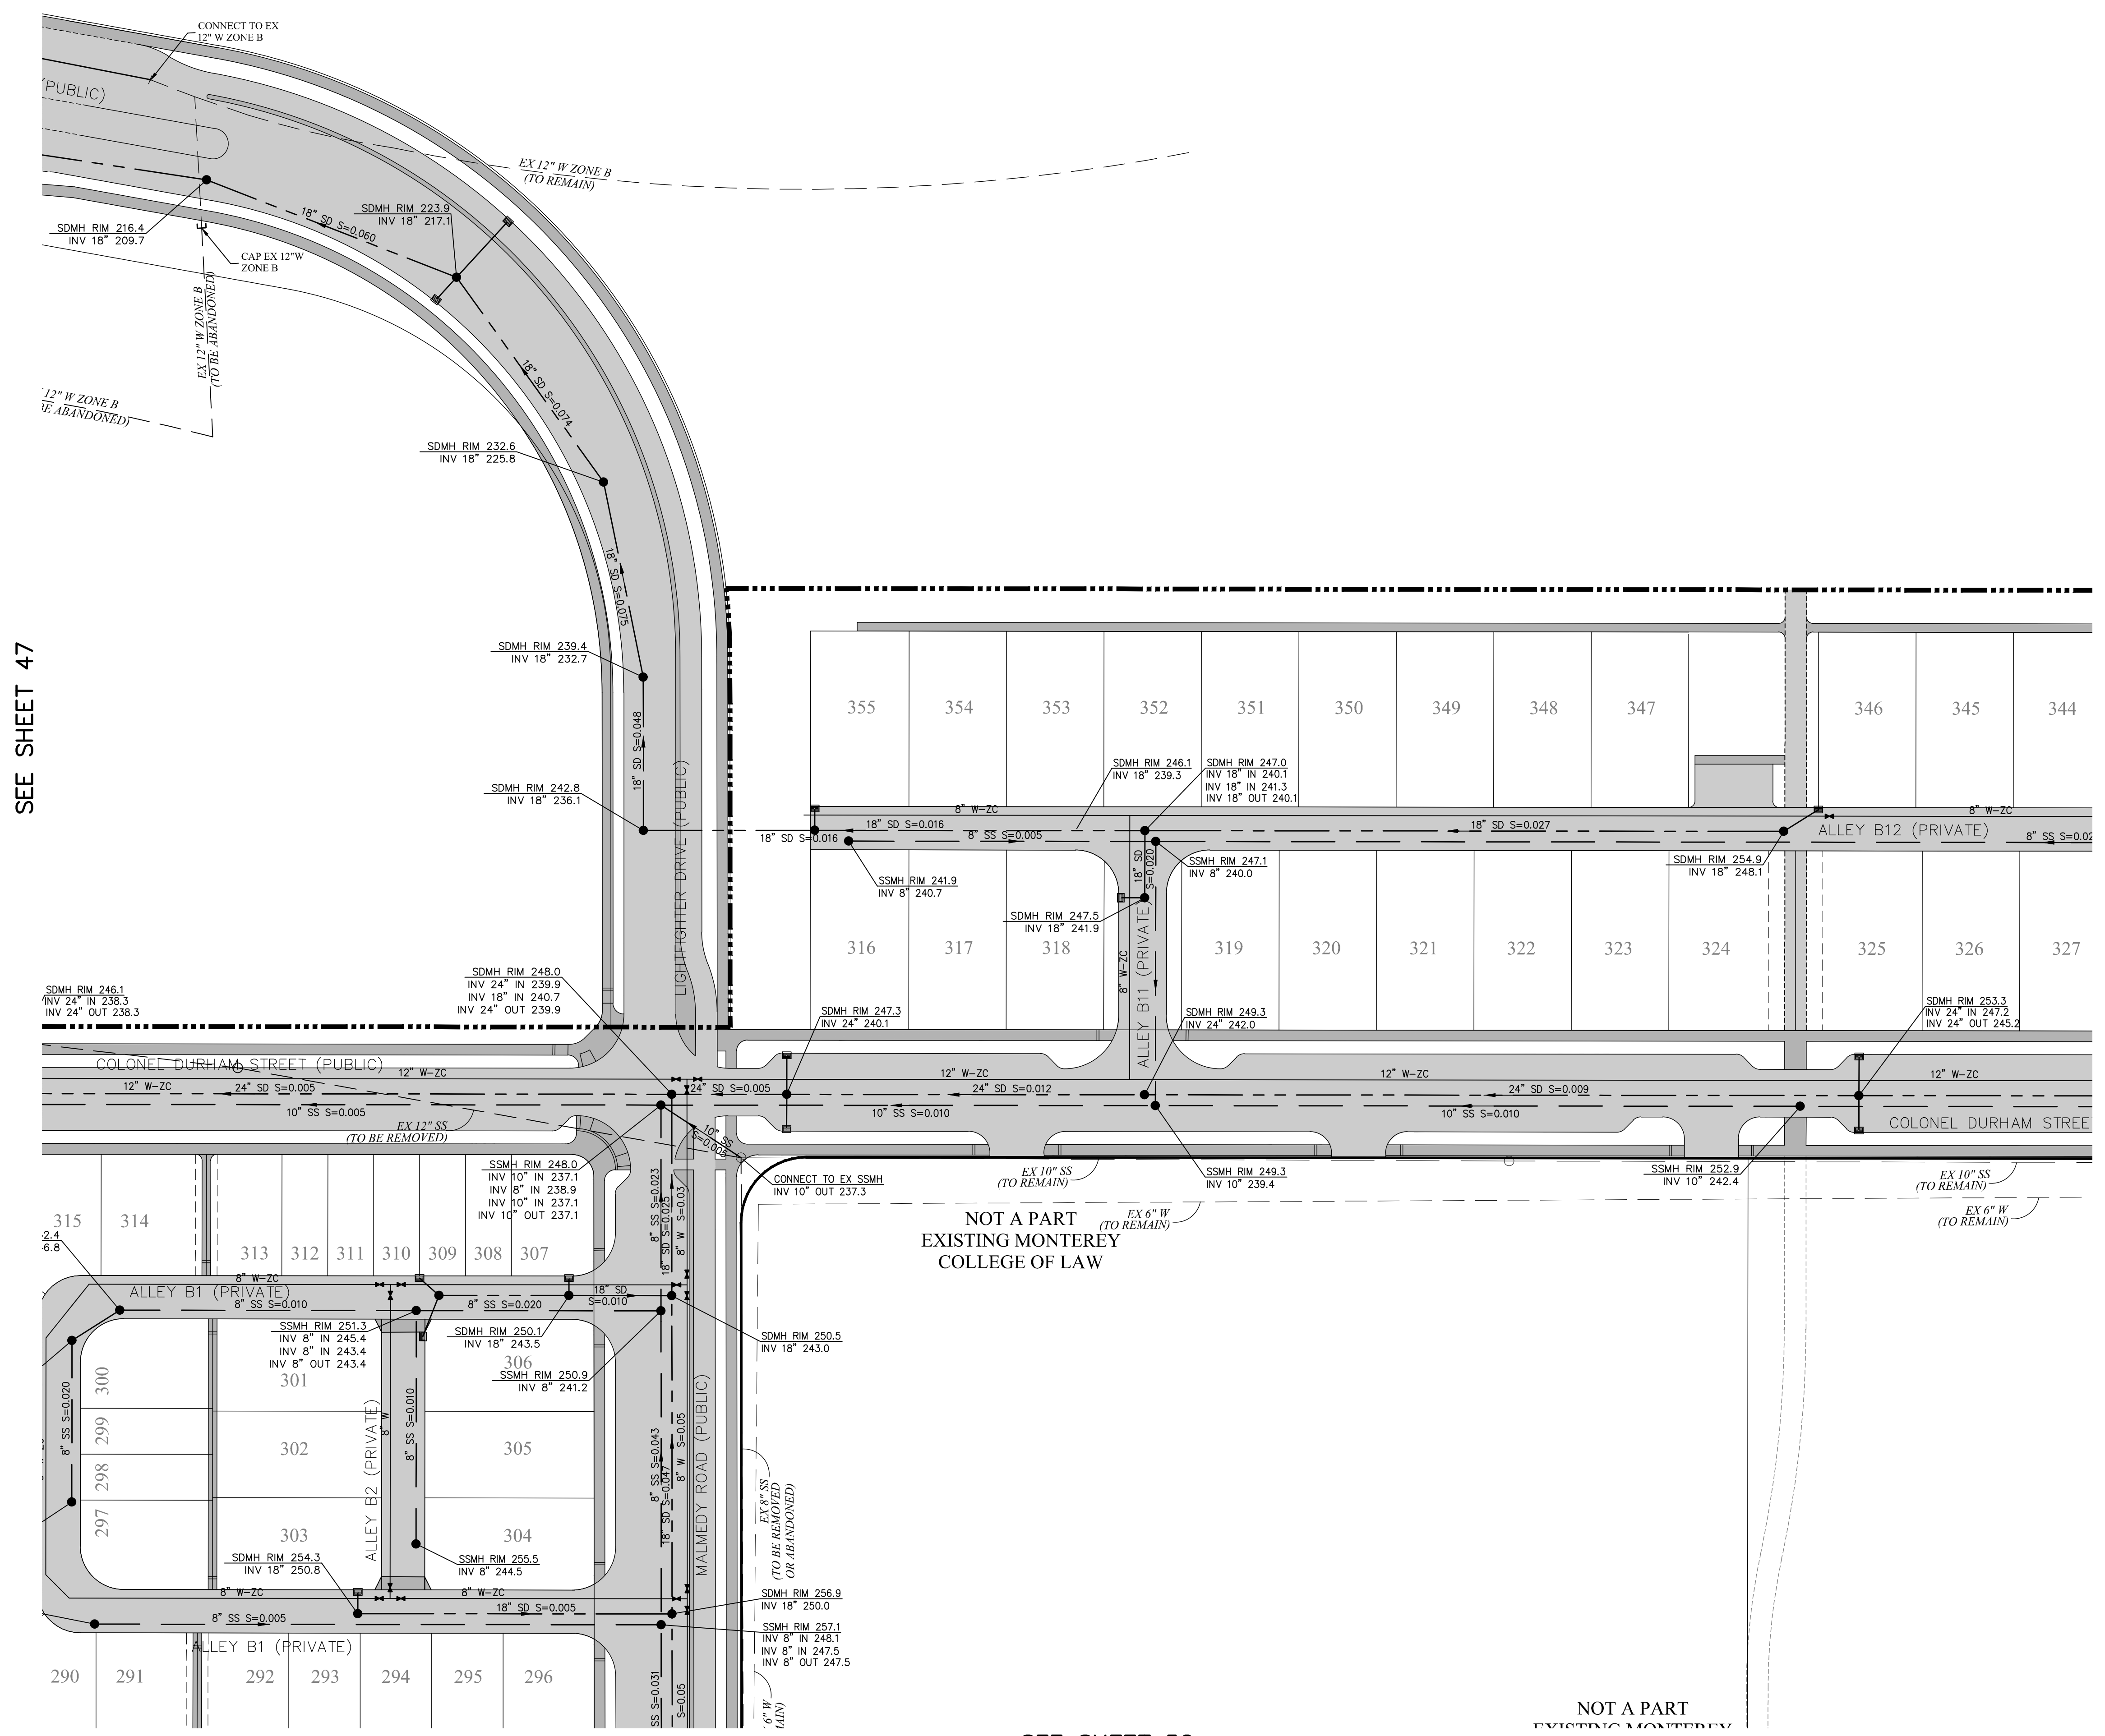 CONNECT TO EX
12" W ZONE B
(PUBLIC)
EX 12" W ZONE B
(TO REMAIN)
SDMH RIM 216.4
INV 18" 209.7
18" SD S=0.060
SDMH RIM 223.9
INV 18" 217.1
CAP EX 12"W
ZONE B
EX 12" W ZONE B
(TO BE ABANDONED)
12" W ZONE B
BE ABANDONED)
18" SD S=0.074
SDMH RIM 232.6
INV 18" 225.8
18" SD S=0.075
SEE SHEET 47
SDMH RIM 239.4
INV 18" 232.7
18" SD S=0.048
SDMH RIM 242.8
INV 18" 236.1
LIGHTFIGHTER DRIVE (PUBLIC)
355
354
353
352
351
350
349
348
347
346
345
344
SDMH RIM 246.1
INV 18" 239.3
SDMH RIM 247.0
INV 18" IN 240.1
INV 18" IN 241.3
INV 18" OUT 240.1
8" W-ZC
8" W-ZC
18" SD S=0.016
18" SD S=0.016
8" SS S=0.005
18" SD S=0.027
ALLEY B12 (PRIVATE)
8" SS S=0.02
SSMH RIM 241.9
INV 8" 240.7
18" SD
S=0.020
SSMH RIM 247.1
INV 8" 240.0
SDMH RIM 254.9
INV 18" 248.1
SDMH RIM 247.5
INV 18" 241.9
316
317
318
319
320
321
322
323
324
325
326
327
8" W-ZC
ALLEY B11 (PRIVATE)
SDMH RIM 246.1
INV 24" IN 238.3
INV 24" OUT 238.3
SDMH RIM 248.0
INV 24" IN 239.9
INV 18" IN 240.7
INV 24" OUT 239.9
SDMH RIM 247.3
INV 24" 240.1
SDMH RIM 249.3
INV 24" 242.0
SDMH RIM 253.3
INV 24" IN 247.2
INV 24" OUT 245.2
COLONEL DURHAM STREET (PUBLIC)
12" W-ZC
12" W-ZC
12" W-ZC
12" W-ZC
12" W-ZC
24" SD S=0.005
24" SD S=0.005
24" SD S=0.012
24" SD S=0.009
10" SS S=0.005
10" SS S=0.010
10" SS S=0.010
COLONEL DURHAM STREE
EX 12" SS
(TO BE REMOVED)
10" SS
S=0.005
SSMH RIM 248.0
INV 10" IN 237.1
INV 8" IN 238.9
INV 10" IN 237.1
INV 10" OUT 237.1
CONNECT TO EX SSMH
INV 10" OUT 237.3
EX 10" SS
(TO REMAIN)
SSMH RIM 249.3
INV 10" 239.4
SSMH RIM 252.9
INV 10" 242.4
EX 10" SS
(TO REMAIN)
EX 6" W
(TO REMAIN)
EX 6" W
(TO REMAIN)
NOT A PART
EXISTING MONTEREY
COLLEGE OF LAW
8" SS S=0.023
18" SD S=0.025
8" W S=0.03
315
314
313
312
311
310
309
308
307
2.4
6.8
8" W-ZC
ALLEY B1 (PRIVATE)
8" SS S=0.010
8" SS S=0.020
18" SD
S=0.010
SSMH RIM 251.3
INV 8" IN 245.4
INV 8" IN 243.4
INV 8" OUT 243.4
SDMH RIM 250.1
INV 18" 243.5
SDMH RIM 250.5
INV 18" 243.0
SSMH RIM 250.9
INV 8" 241.2
300
299
298
297
301
302
303
306
305
304
8" SS S=0.020
ALLEY B2 (PRIVATE)
8" W
8" SS S=0.010
8" SS S=0.043
18" SD S=0.047
8" W S=0.05
MALMEDY ROAD (PUBLIC)
EX 8" SS
(TO BE REMOVED
OR ABANDONED)
SDMH RIM 254.3
INV 18" 250.8
SSMH RIM 255.5
INV 8" 244.5
8" W-ZC
8" W-ZC
18" SD S=0.005
8" SS S=0.005
ALLEY B1 (PRIVATE)
SDMH RIM 256.9
INV 18" 250.0
SSMH RIM 257.1
INV 8" IN 248.1
INV 8" IN 247.5
INV 8" OUT 247.5
290
291
292
293
294
295
296
SS S=0.031
S=0.05
6" W
NOT A PART
EXISTING MONTEREY